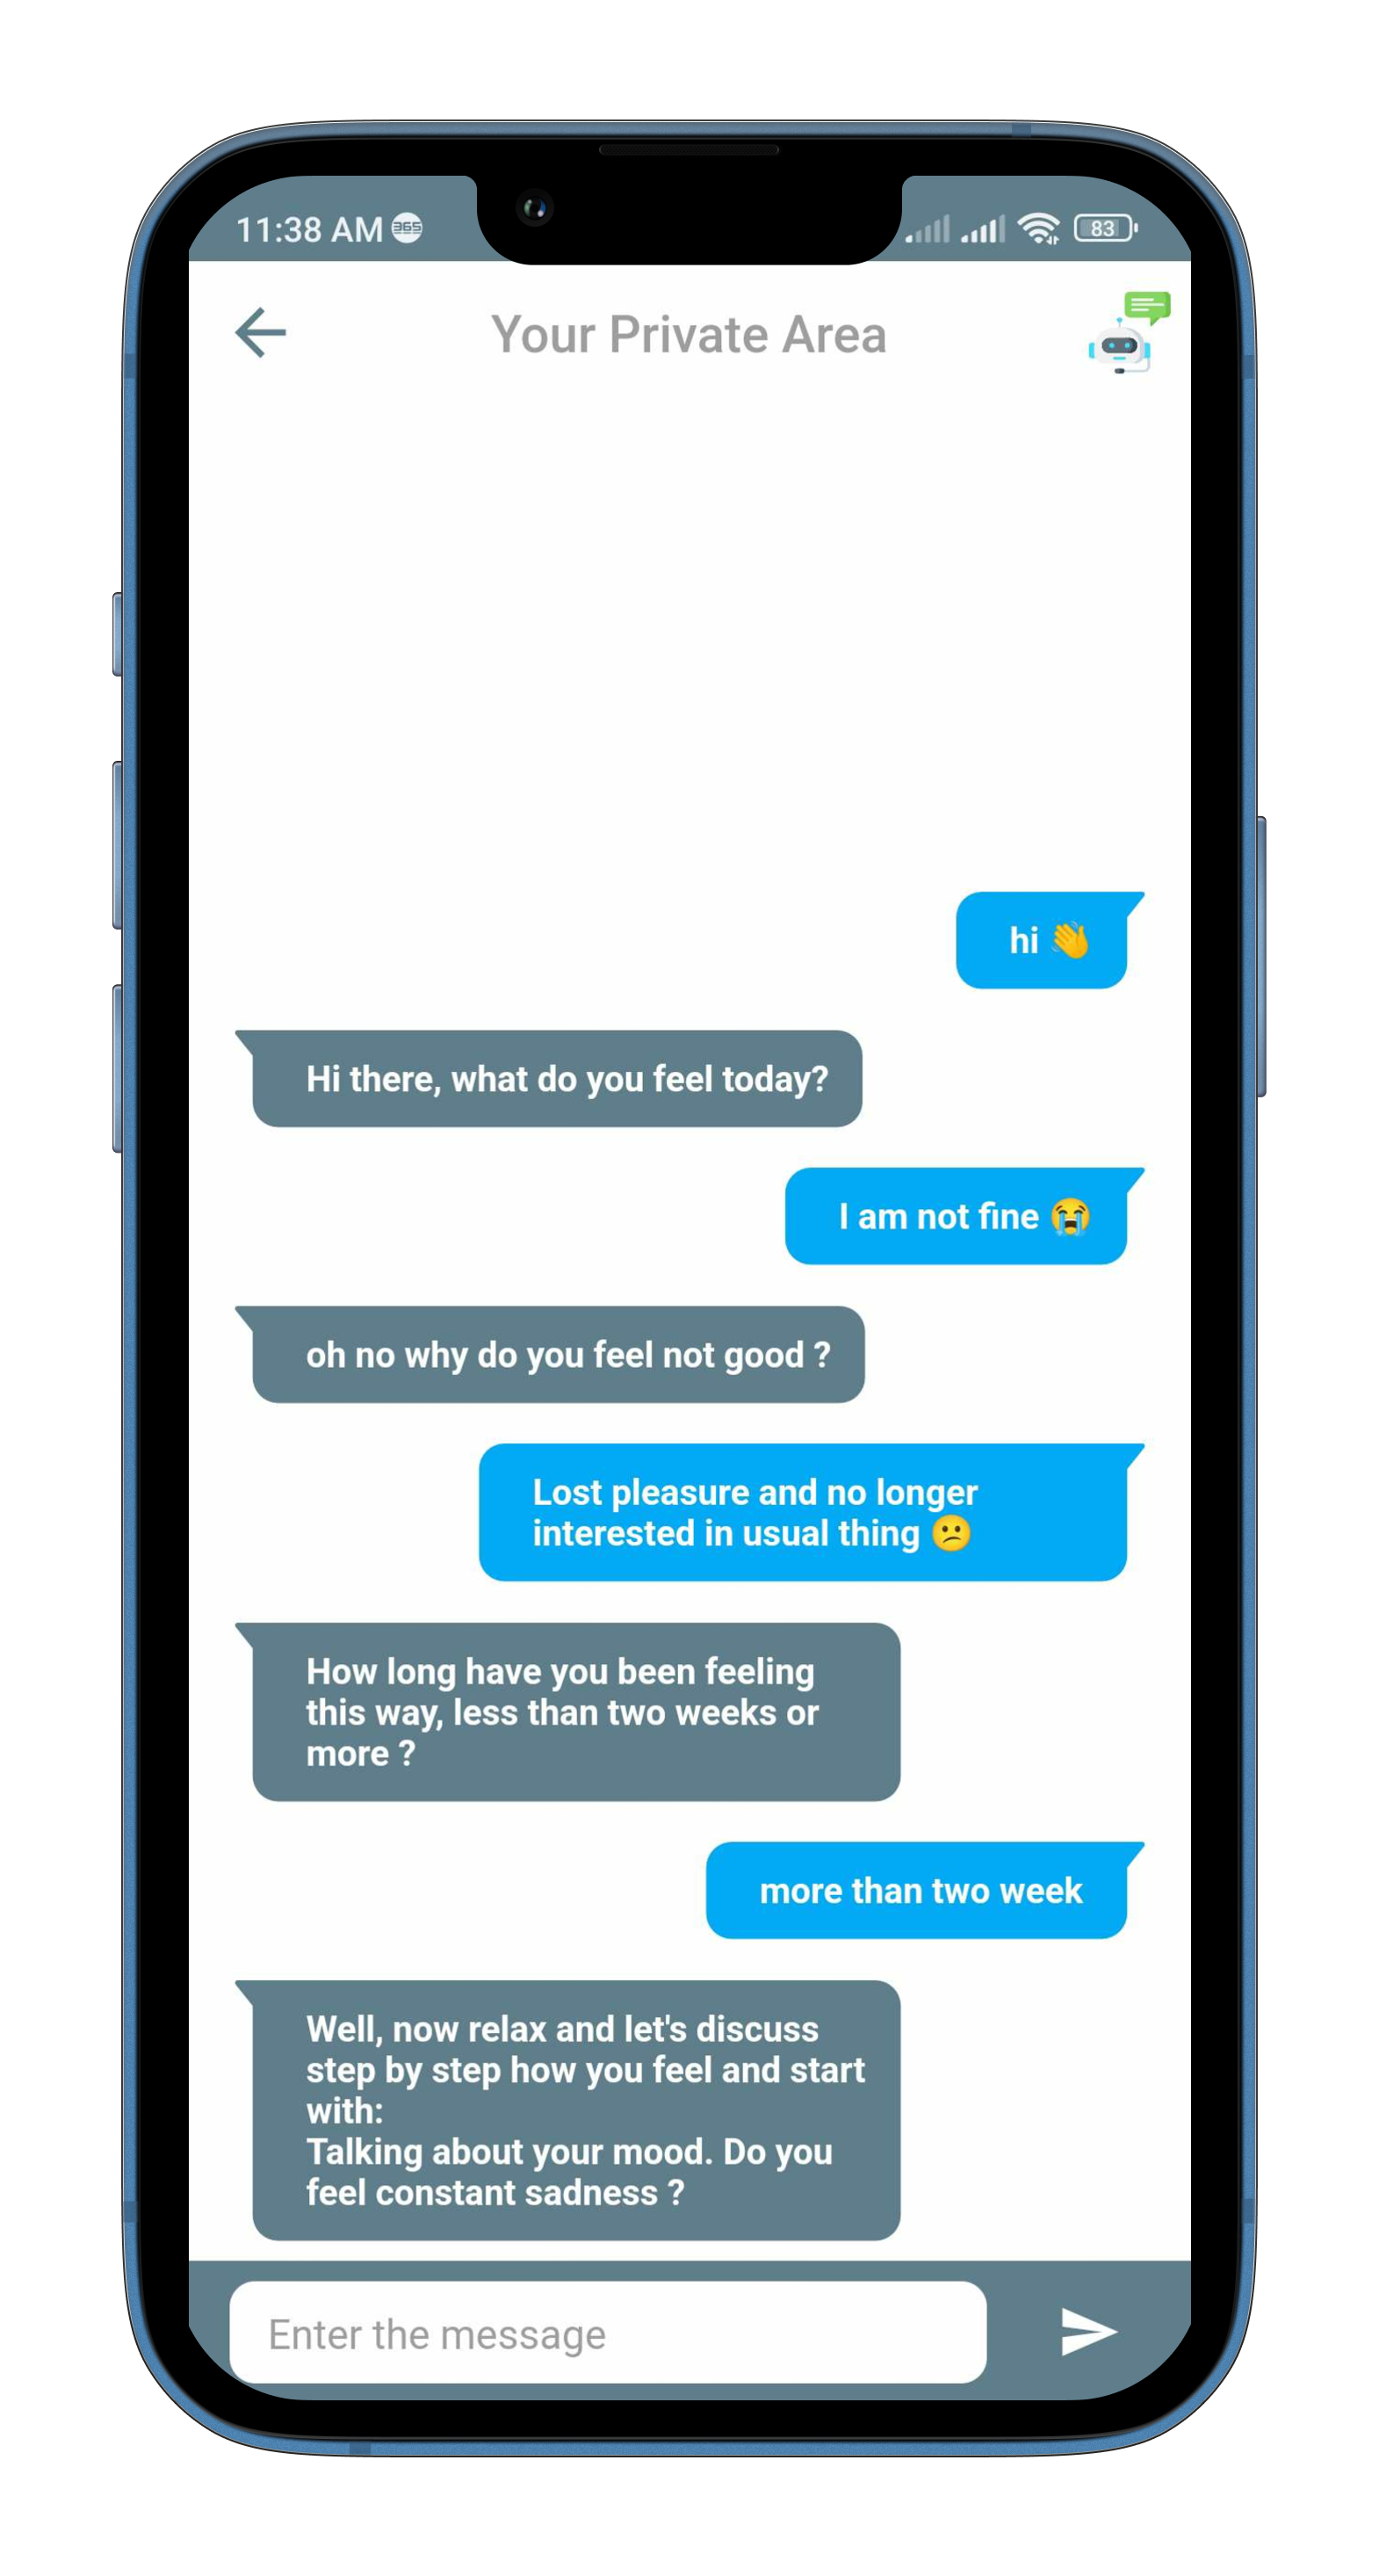 11:38 AM 365
83
Your Private Area
hi 👋
Hi there, what do you feel today?
I am not fine 😭
oh no why do you feel not good ?
Lost pleasure and no longer
interested in usual thing 😕
How long have you been feeling
this way, less than two weeks or
more ?
more than two week
Well, now relax and let's discuss
step by step how you feel and start
with:
Talking about your mood. Do you
feel constant sadness ?
Enter the message